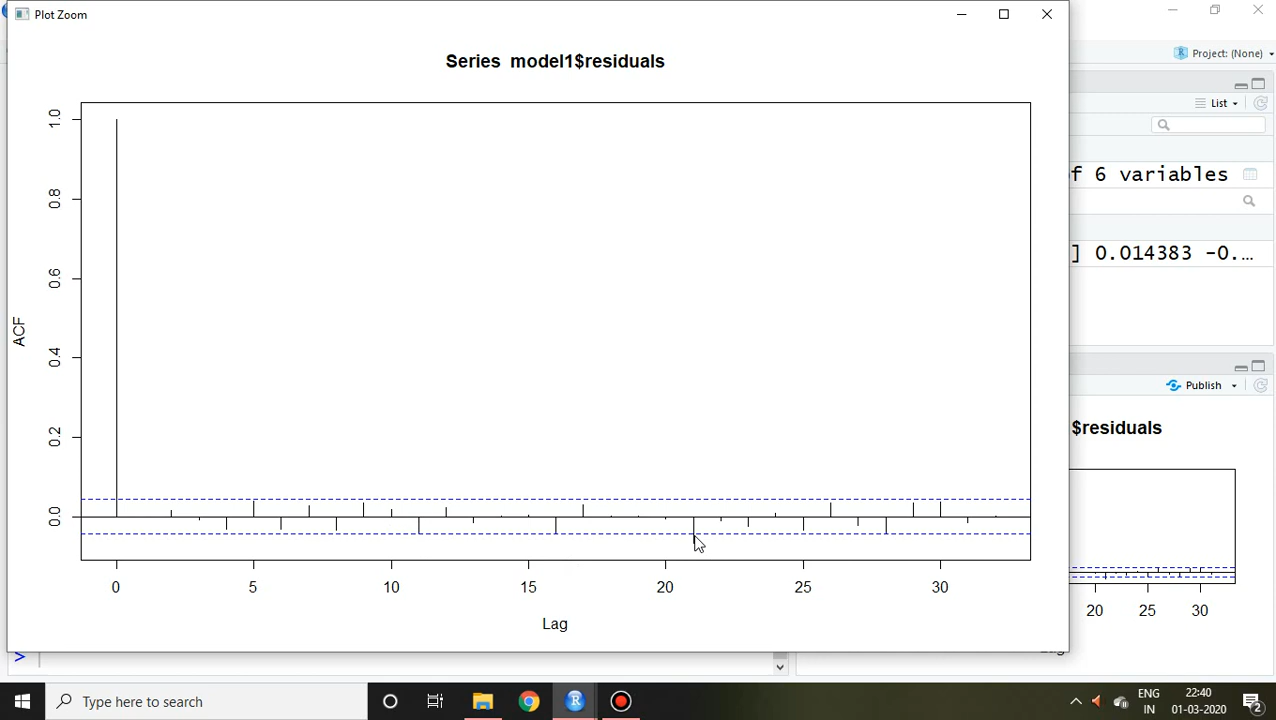 Plot Zoom
Series model1$residuals
ACF
1.0
0.8
0.6
0.4
0.2
0.0
0 5 10 15 20 25 30
Lag
Project: (None)
List
of 6 variables
] 0.014383 -0....
Publish
$residuals
20 25 30
>
Type here to search
ENG
IN
22:40
01-03-2020
2